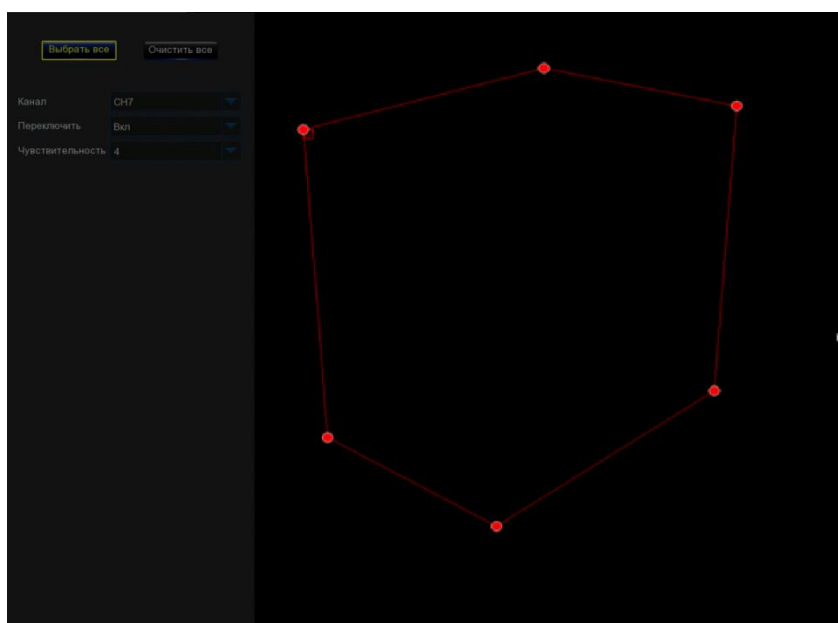 Выбрать все Очистить все
Канал CH7
Переключить Вкл
Чувствительность 4